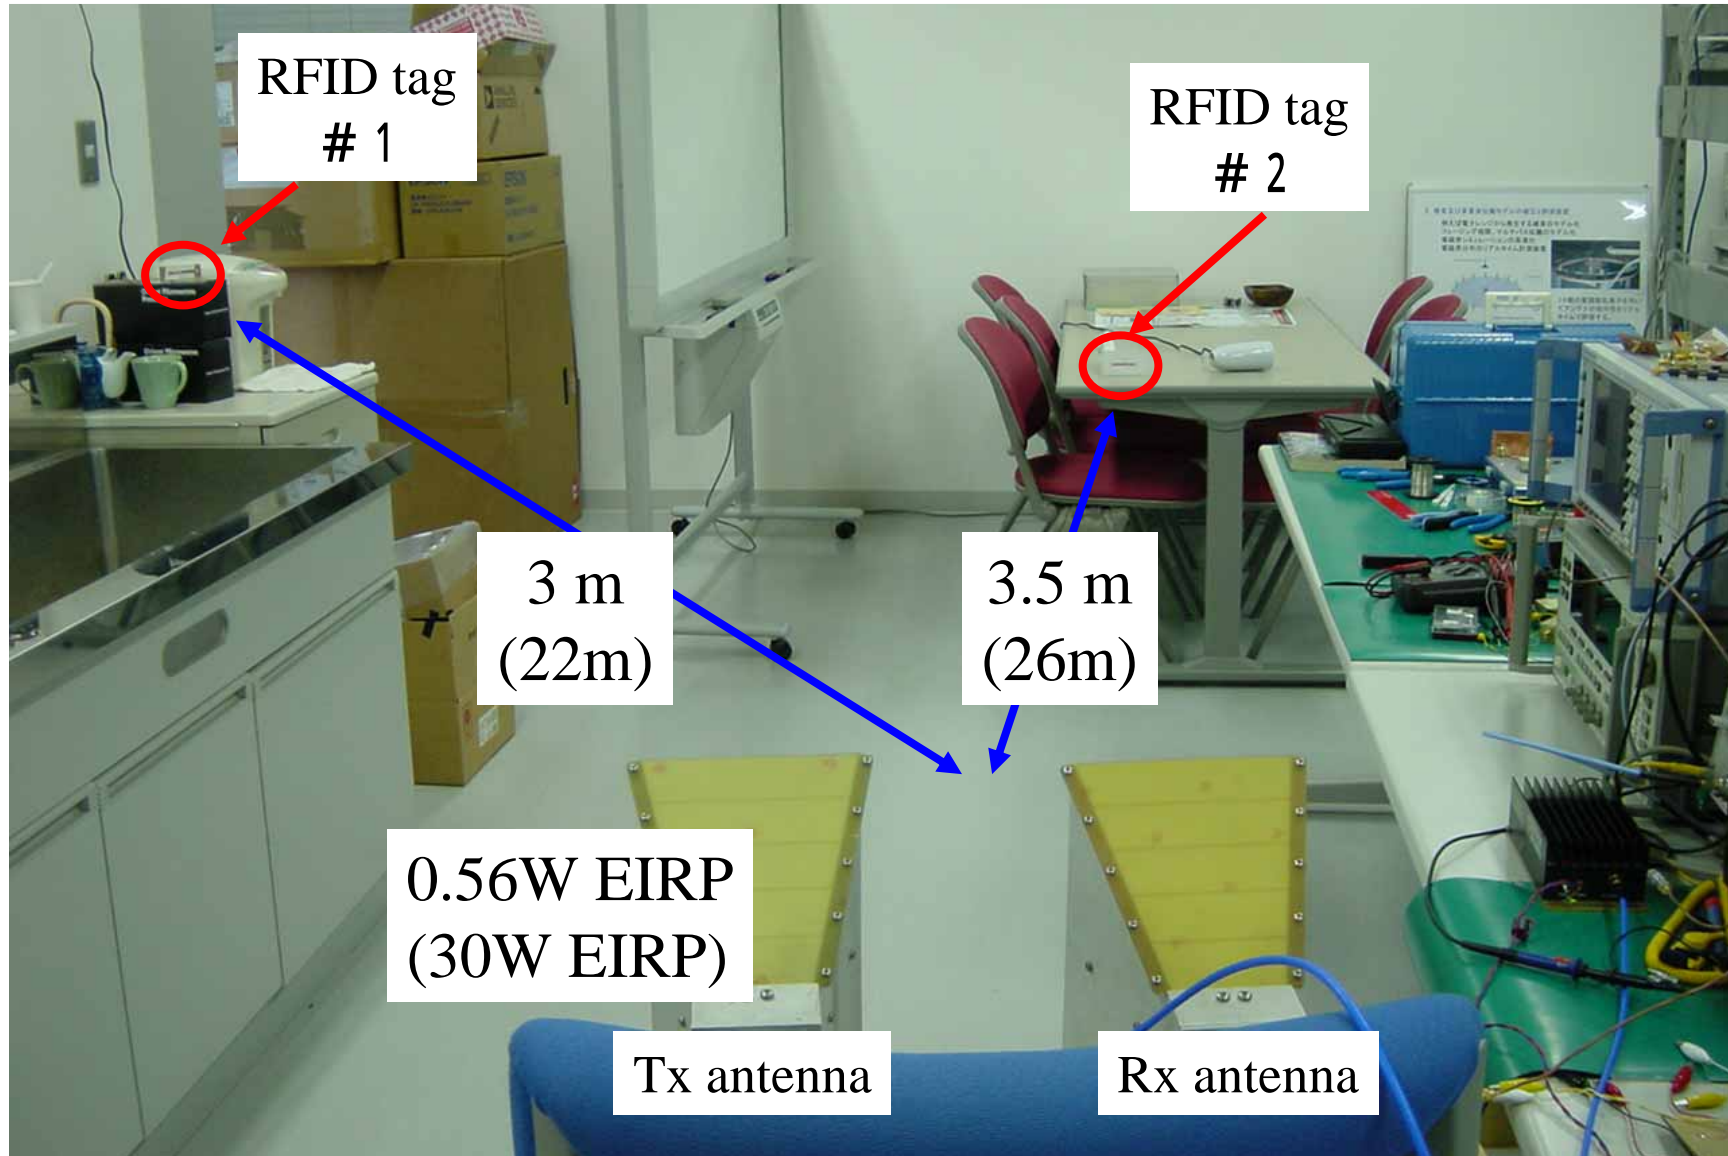 RFID tag
# 1
RFID tag
# 2
EPSON
3 m
(22m)
3.5 m
(26m)
0.56W EIRP
(30W EIRP)
Tx antenna
Rx antenna